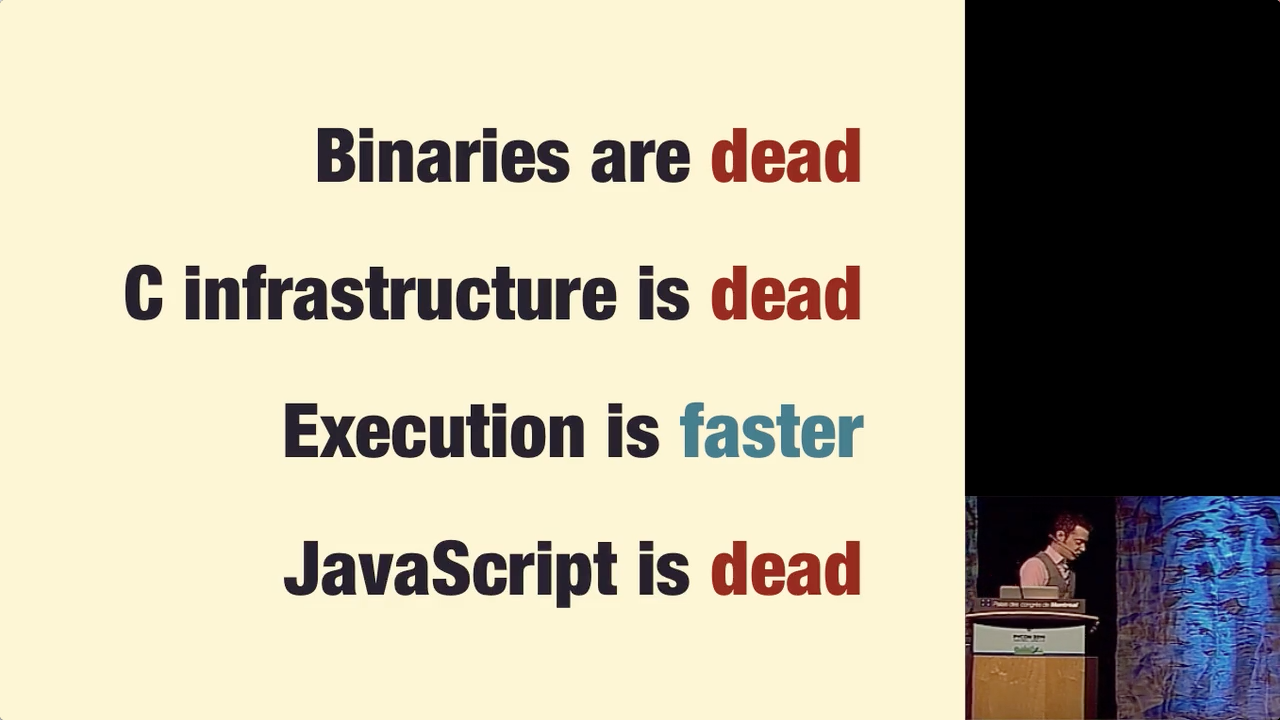 Binaries are dead
C infrastructure is dead
Execution is faster
JavaScript is dead
Palais des congrès de Montréal
PYCON 2014